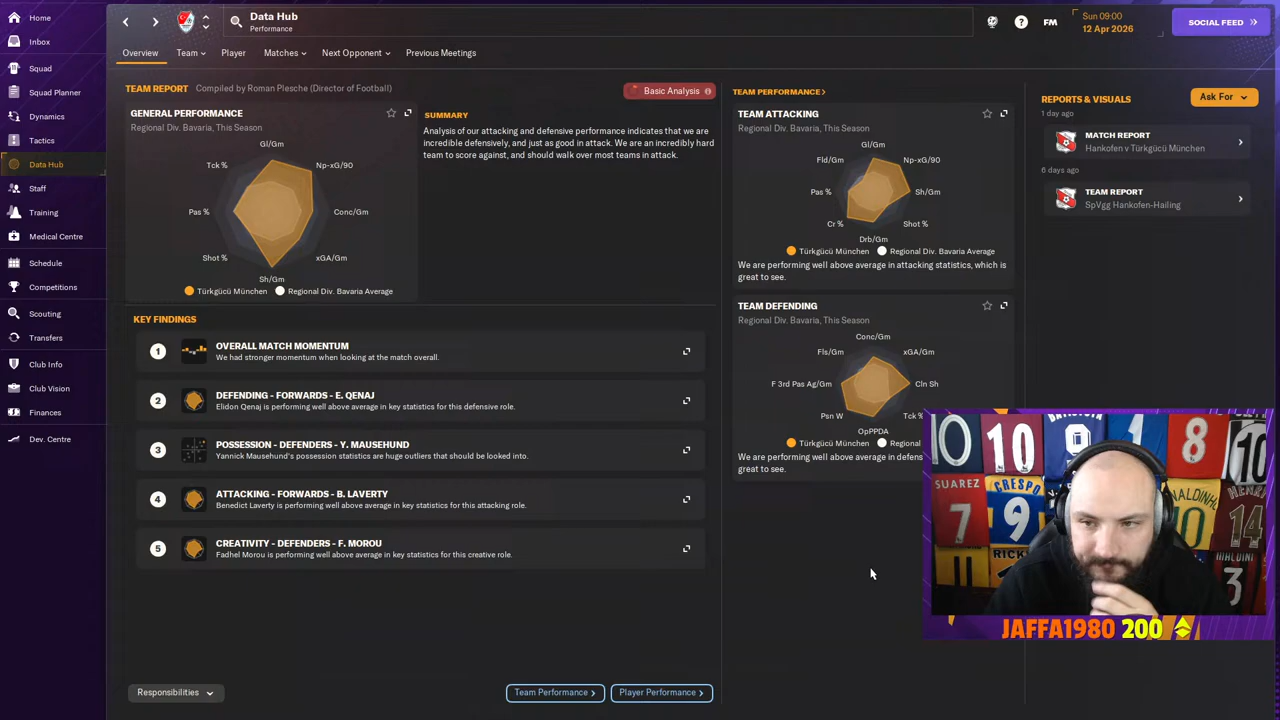 Home
Inbox
Squad
Squad Planner
Dynamics
Tactics
Data Hub
Staff
Training
Medical Centre
Schedule
Competitions
Scouting
Transfers
Club Info
Club Vision
Finances
Dev. Centre
Data Hub
Performance
FM
Sun 09:00
12 Apr 2026
SOCIAL FEED
Overview
Team
Player
Matches
Next Opponent
Previous Meetings
TEAM REPORT Compiled by Roman Plesche (Director of Football)
Basic Analysis
GENERAL PERFORMANCE
Regional Div. Bavaria, This Season
Gl/Gm
Np-xG/90
Conc/Gm
xGA/Gm
Sh/Gm
Shot %
Pas %
Tck %
Türkgücü München
Regional Div. Bavaria Average
SUMMARY
Analysis of our attacking and defensive performance indicates that we are
incredible defensively, and just as good in attack. We are an incredibly hard
team to score against, and should walk over most teams in attack.
KEY FINDINGS
1
OVERALL MATCH MOMENTUM
We had stronger momentum when looking at the match overall.
2
DEFENDING - FORWARDS - E. QENAJ
Elidon Qenaj is performing well above average in key statistics for this defensive role.
3
POSSESSION - DEFENDERS - Y. MAUSEHUND
Yannick Mausehund's possession statistics are huge outliers that should be looked into.
4
ATTACKING - FORWARDS - B. LAVERTY
Benedict Laverty is performing well above average in key statistics for this attacking role.
5
CREATIVITY - DEFENDERS - F. MOROU
Fadhel Morou is performing well above average in key statistics for this creative role.
Responsibilities
Team Performance
Player Performance
TEAM PERFORMANCE
TEAM ATTACKING
Regional Div. Bavaria, This Season
Gl/Gm
Np-xG/90
Sh/Gm
Shot %
Drb/Gm
Cr %
Pas %
Fld/Gm
Türkgücü München
Regional Div. Bavaria Average
We are performing well above average in attacking statistics, which is
great to see.
TEAM DEFENDING
Regional Div. Bavaria, This Season
Conc/Gm
xGA/Gm
Cln Sh
Tck %
OpPPDA
Psn W
F 3rd Pas Ag/Gm
Fls/Gm
Türkgücü München
Regional
We are performing well above average in defens
great to see.
REPORTS & VISUALS
Ask For
1 day ago
MATCH REPORT
Hankofen v Türkgücü München
6 days ago
TEAM REPORT
SpVgg Hankofen-Hailing
10
10
8
10
SUAREZ
7
CRESPO
9
10
14
11
3
JAFFA1980 200